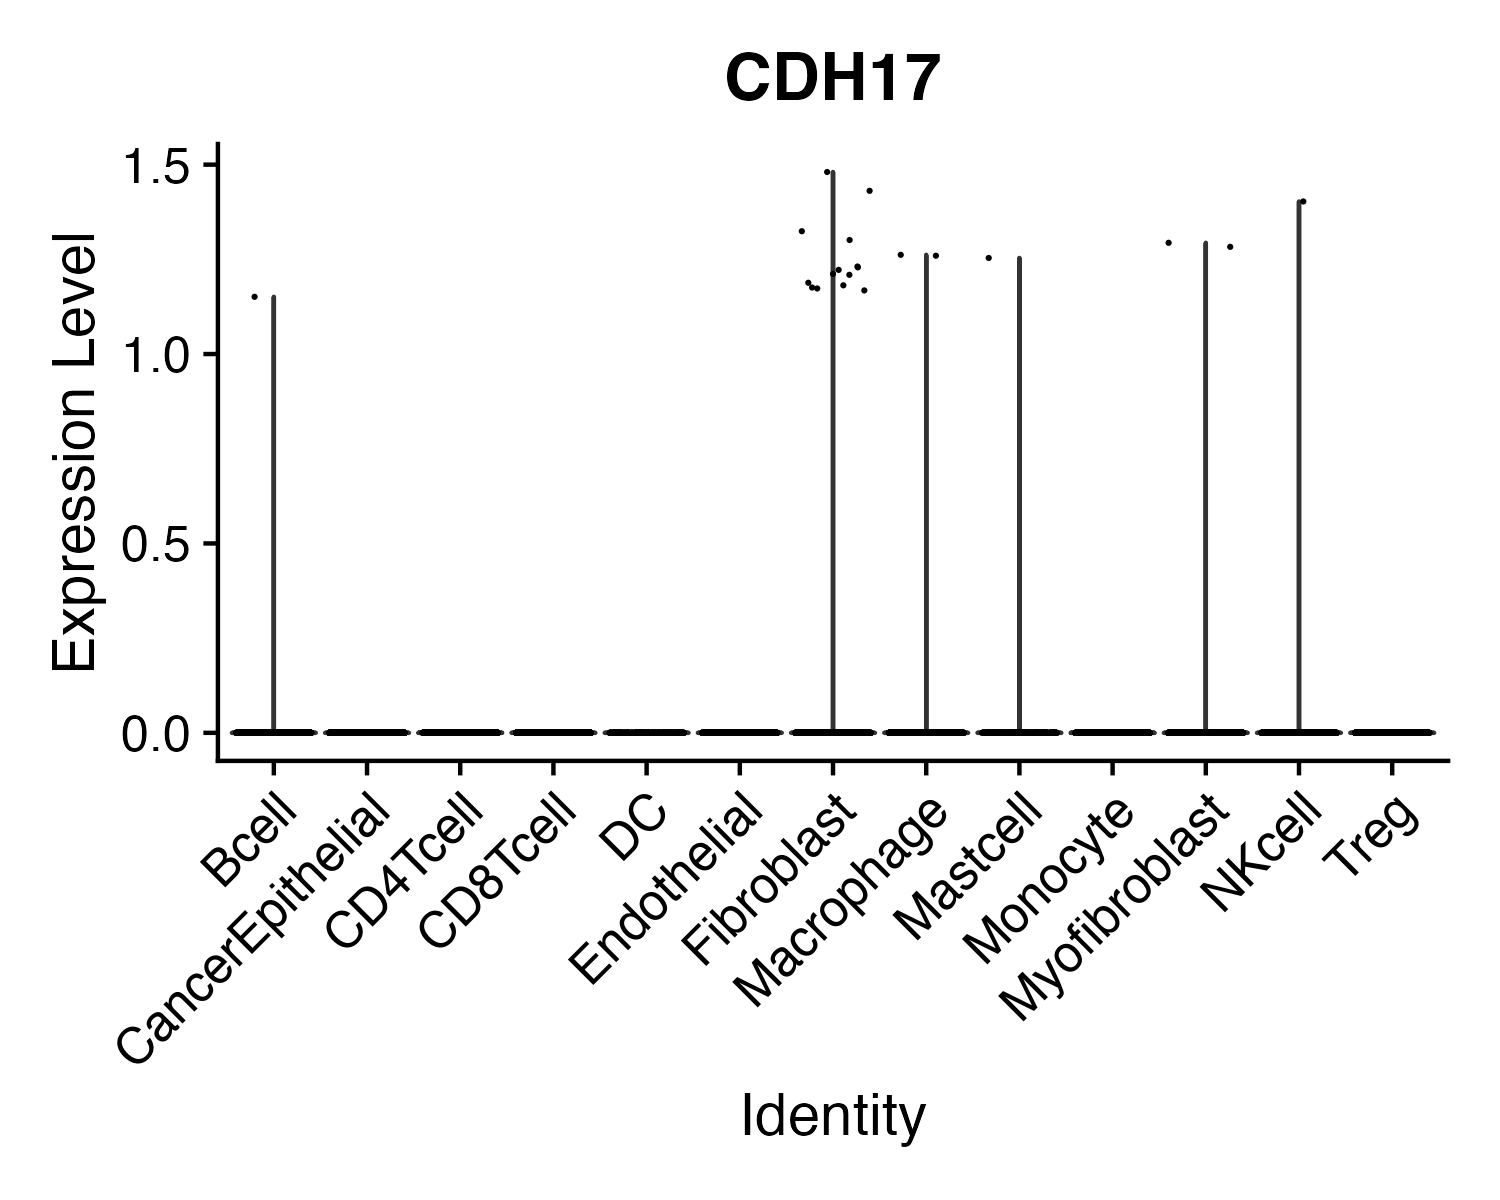 CDH17
Expression Level
1.5
1.0
0.5
0.0
Bcell
CancerEpithelial
CD4Tcell
CD8Tcell
DC
Endothelial
Fibroblast
Macrophage
Mastcell
Monocyte
Myofibroblast
NKcell
Treg
Identity